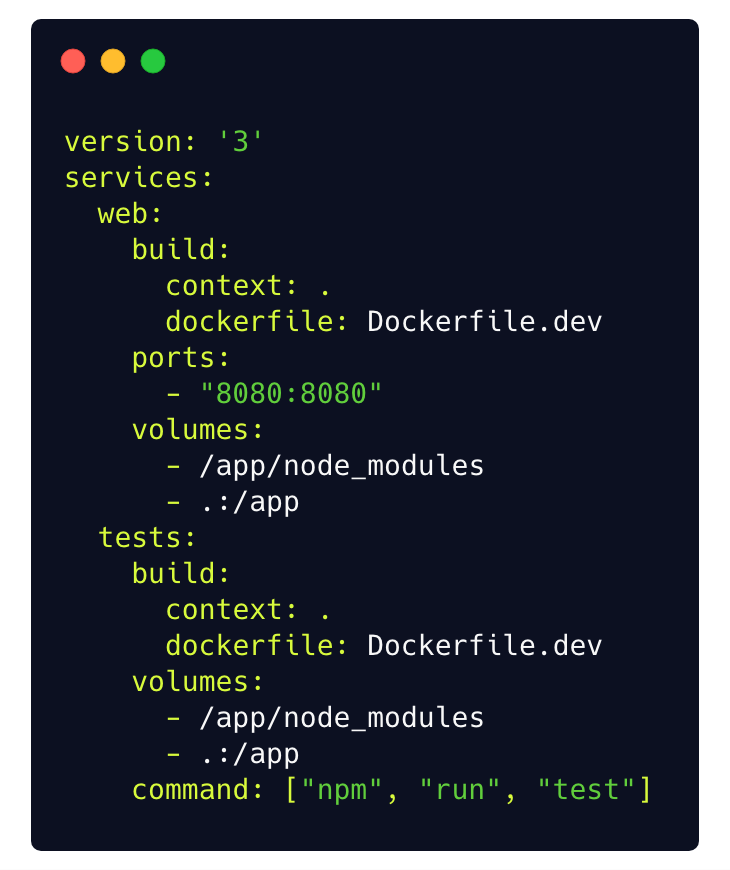 version: '3'
services:
  web:
    build:
      context: .
      dockerfile: Dockerfile.dev
    ports:
      - "8080:8080"
    volumes:
      - /app/node_modules
      - .:/app
  tests:
    build:
      context: .
      dockerfile: Dockerfile.dev
    volumes:
      - /app/node_modules
      - .:/app
    command: ["npm", "run", "test"]